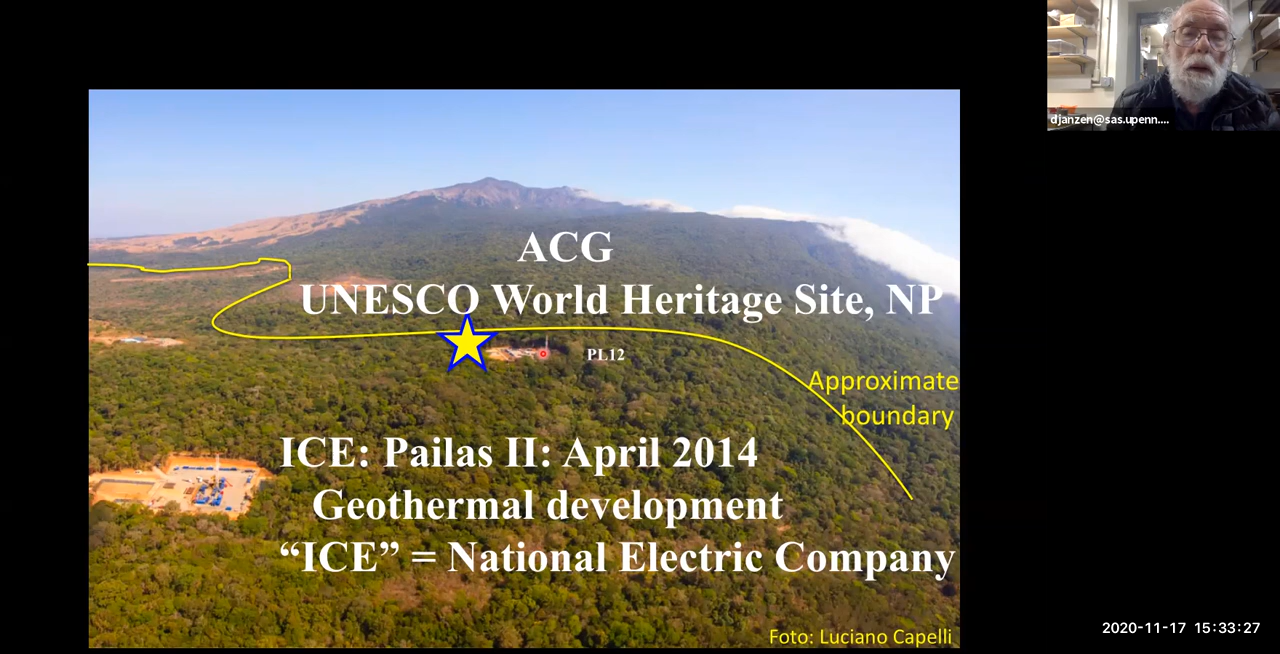 djanzen@sas.upenn....
ACG
UNESCO World Heritage Site, NP
PL12
Approximate
boundary
ICE: Pailas II: April 2014
Geothermal development
“ICE” = National Electric Company
Foto: Luciano Capelli
2020-11-17 15:33:27